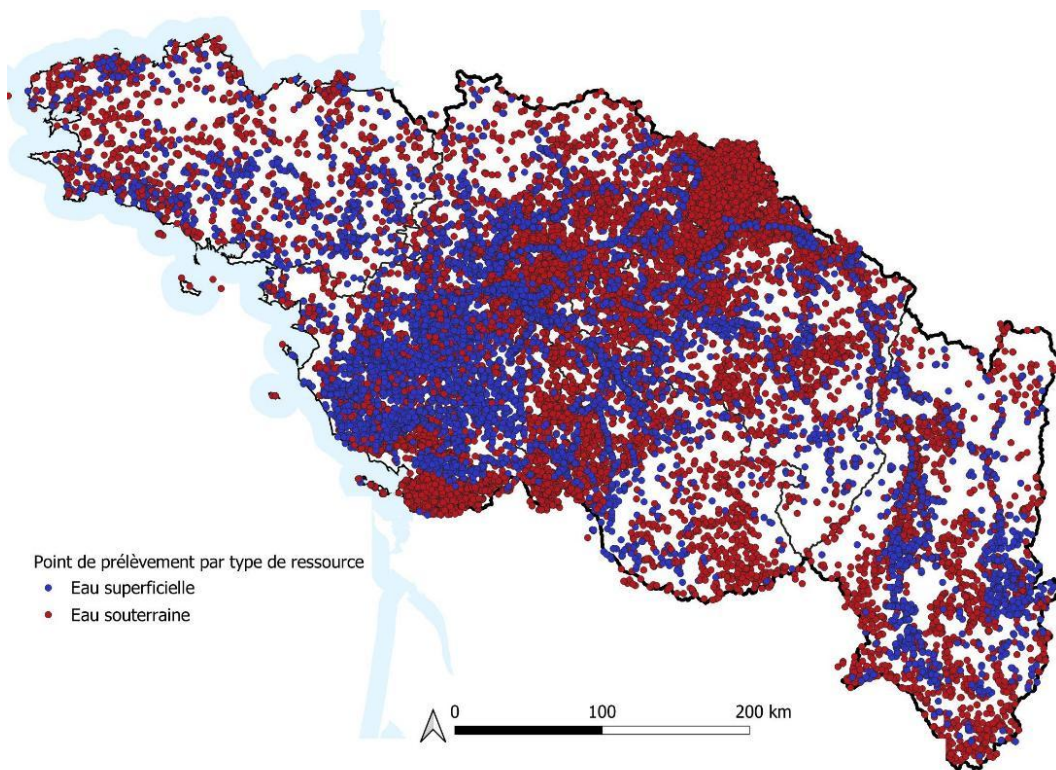 Point de prélèvement par type de ressource
Eau superficielle
Eau souterraine
0 100 200 km